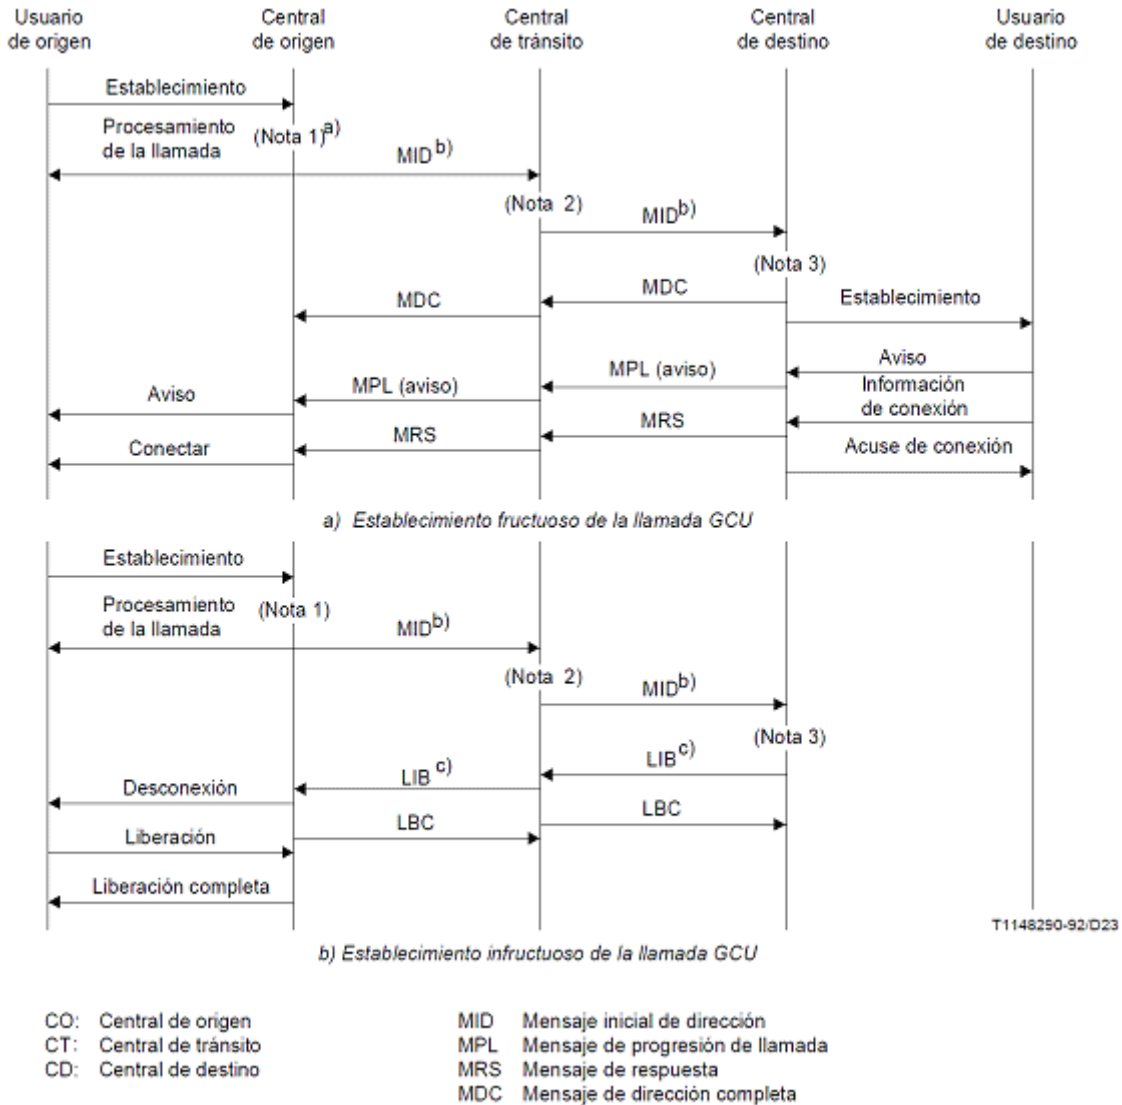 Usuario Central Central Central Usuario
de origen de origen de tránsito de destino de destino
Establecimiento
Procesamiento
de la llamada (Nota 1)a) MIDb)
(Nota 2) MIDb)
(Nota 3)
MDC MDC Establecimiento
Aviso
Aviso MPL (aviso) MPL (aviso) Información
de conexión
Conectar MRS MRS Acuse de conexión
a) Establecimiento fructuoso de la llamada GCU
Establecimiento
Procesamiento
de la llamada (Nota 1) MIDb)
(Nota 2) MIDb)
(Nota 3)
Desconexión LIB c) LIBc)
Liberación LBC LBC
Liberación completa
T1148290-92/D23
b) Establecimiento infructuoso de la llamada GCU
CO: Central de origen MID Mensaje inicial de dirección
CT: Central de tránsito MPL Mensaje de progresión de llamada
CD: Central de destino MRS Mensaje de respuesta
MDC Mensaje de dirección completa